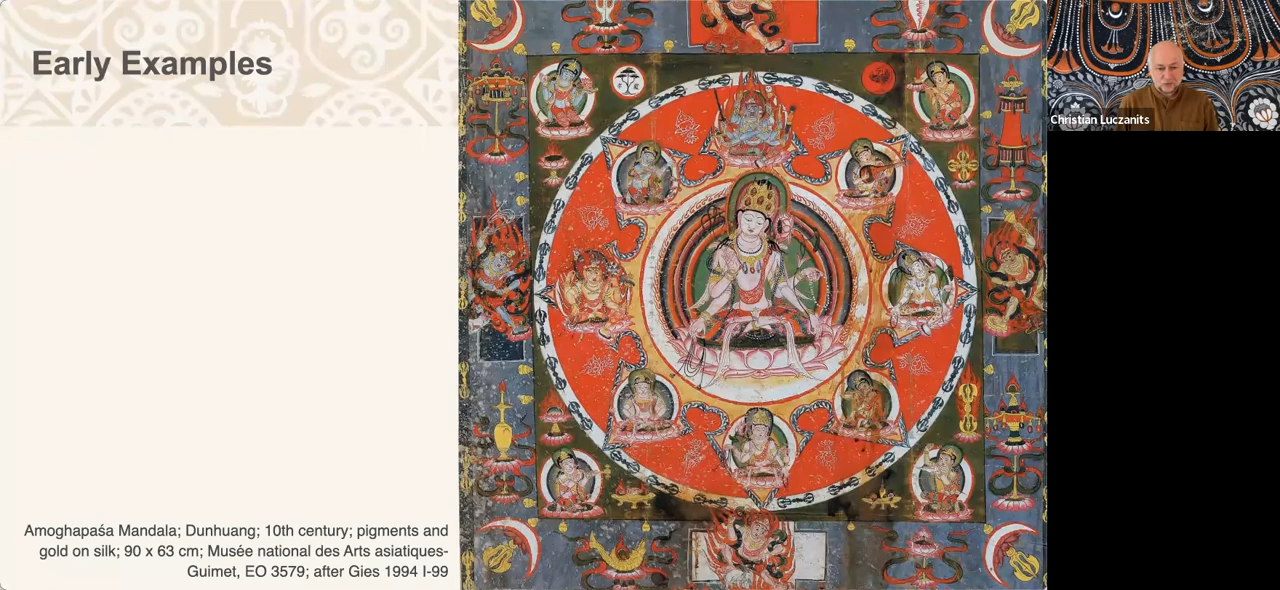 Early Examples
Christian Luczanits
Amoghapaśa Mandala; Dunhuang; 10th century; pigments and
gold on silk; 90 x 63 cm; Musée national des Arts asiatiques-
Guimet, EO 3579; after Gies 1994 I-99